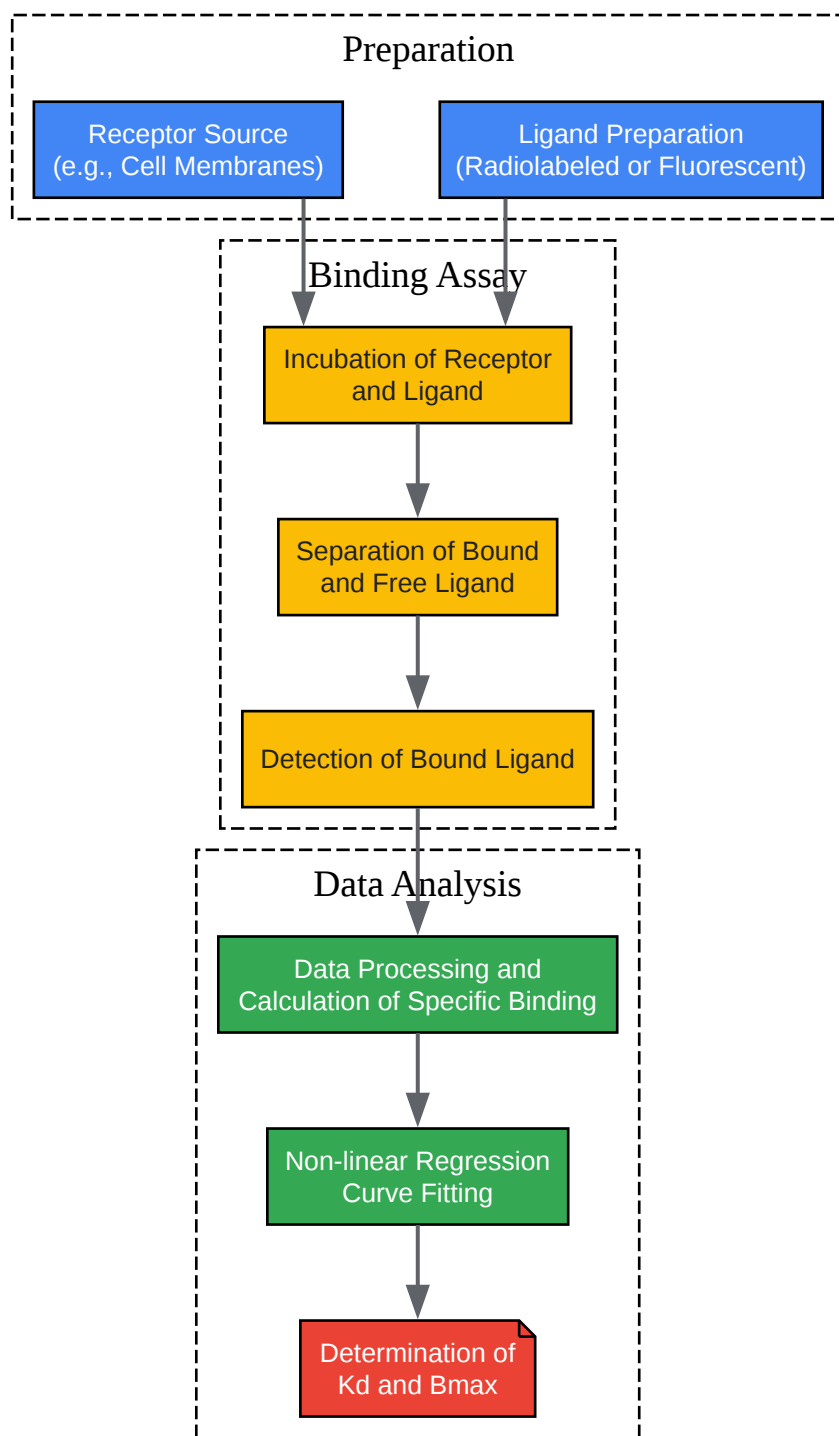 Preparation
Receptor Source
(e.g., Cell Membranes)
Ligand Preparation
(Radiolabeled or Fluorescent)
Binding Assay
Incubation of Receptor
and Ligand
Separation of Bound
and Free Ligand
Detection of Bound Ligand
Data Analysis
Data Processing and
Calculation of Specific Binding
Non-linear Regression
Curve Fitting
Determination of
Kd and Bmax